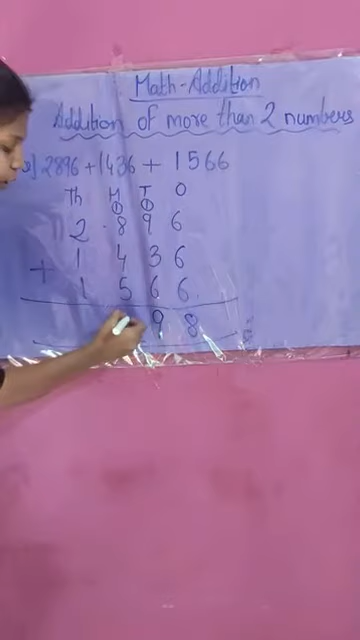 Math-Addition
Addition of more than 2 numbers
2896+1436 + 1566
Th H T O
① ①
2 8 9 6
1 4 3 6
+ 1 5 6 6
9 8